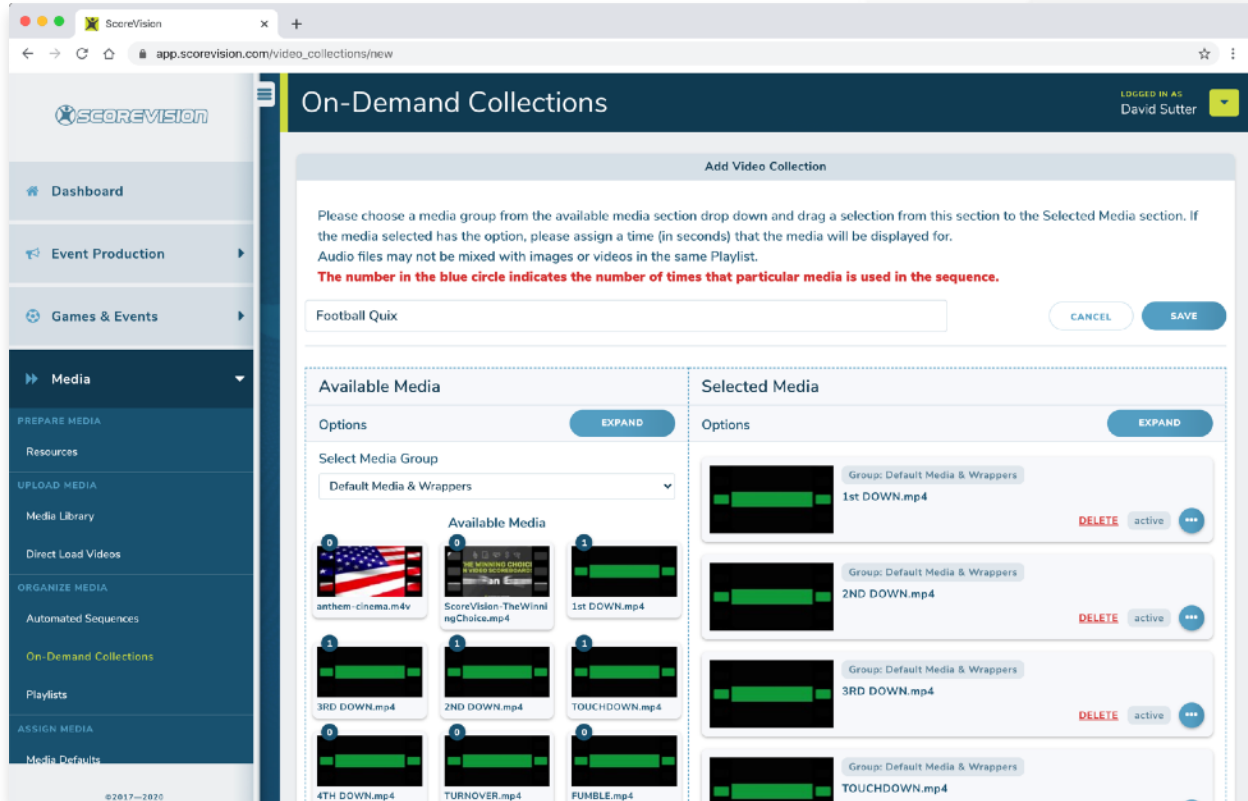 ScoreVision
app.scorevision.com/video_collections/new
SCOREVISION
On-Demand Collections
LOGGED IN AS
David Sutter
Dashboard
Event Production
Games & Events
Media
PREPARE MEDIA
Resources
UPLOAD MEDIA
Media Library
Direct Load Videos
ORGANIZE MEDIA
Automated Sequences
On-Demand Collections
Playlists
ASSIGN MEDIA
Media Defaults
©2017—2020
Add Video Collection
Please choose a media group from the available media section drop down and drag a selection from this section to the Selected Media section. If
the media selected has the option, please assign a time (in seconds) that the media will be displayed for.
Audio files may not be mixed with images or videos in the same Playlist.
The number in the blue circle indicates the number of times that particular media is used in the sequence.
Football Quix
CANCEL
SAVE
Available Media
Options
EXPAND
Select Media Group
Default Media & Wrappers
Available Media
0
0
1
THE WINNING CHOICE
an E
anthem-cinema.m4v
ScoreVision-TheWinni
ngChoice.mp4
1st DOWN.mp4
1
1
1
3RD DOWN.mp4
2ND DOWN.mp4
TOUCHDOWN.mp4
0
0
0
4TH DOWN.mp4
TURNOVER.mp4
FUMBLE.mp4
Selected Media
Options
EXPAND
Group: Default Media & Wrappers
1st DOWN.mp4
DELETE active
Group: Default Media & Wrappers
2ND DOWN.mp4
DELETE active
Group: Default Media & Wrappers
3RD DOWN.mp4
DELETE active
Group: Default Media & Wrappers
TOUCHDOWN.mp4